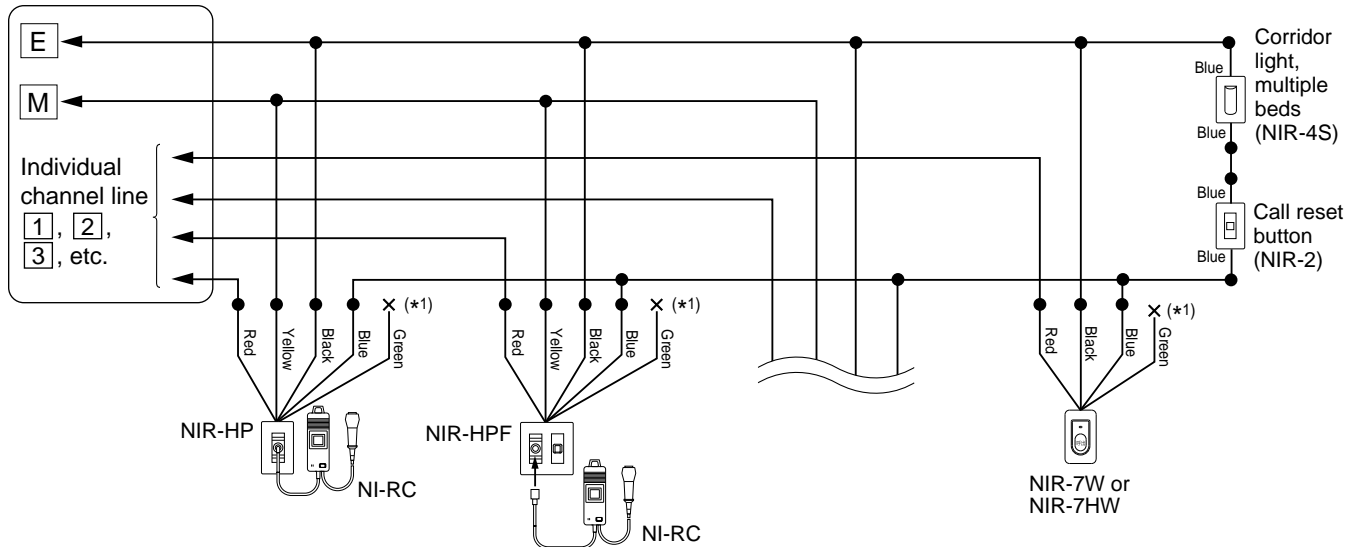 E
M
Individual
channel line
1, 2,
3, etc.
Corridor
light,
multiple
beds
(NIR-4S)
Blue
Blue
Blue
Call reset
button
(NIR-2)
Blue
(*1)
(*1)
(*1)
Red
Yellow
Black
Blue
Green
Red
Yellow
Black
Blue
Green
Red
Black
Blue
Green
NIR-HP
NI-RC
NIR-HPF
NI-RC
NIR-7W or
NIR-7HW